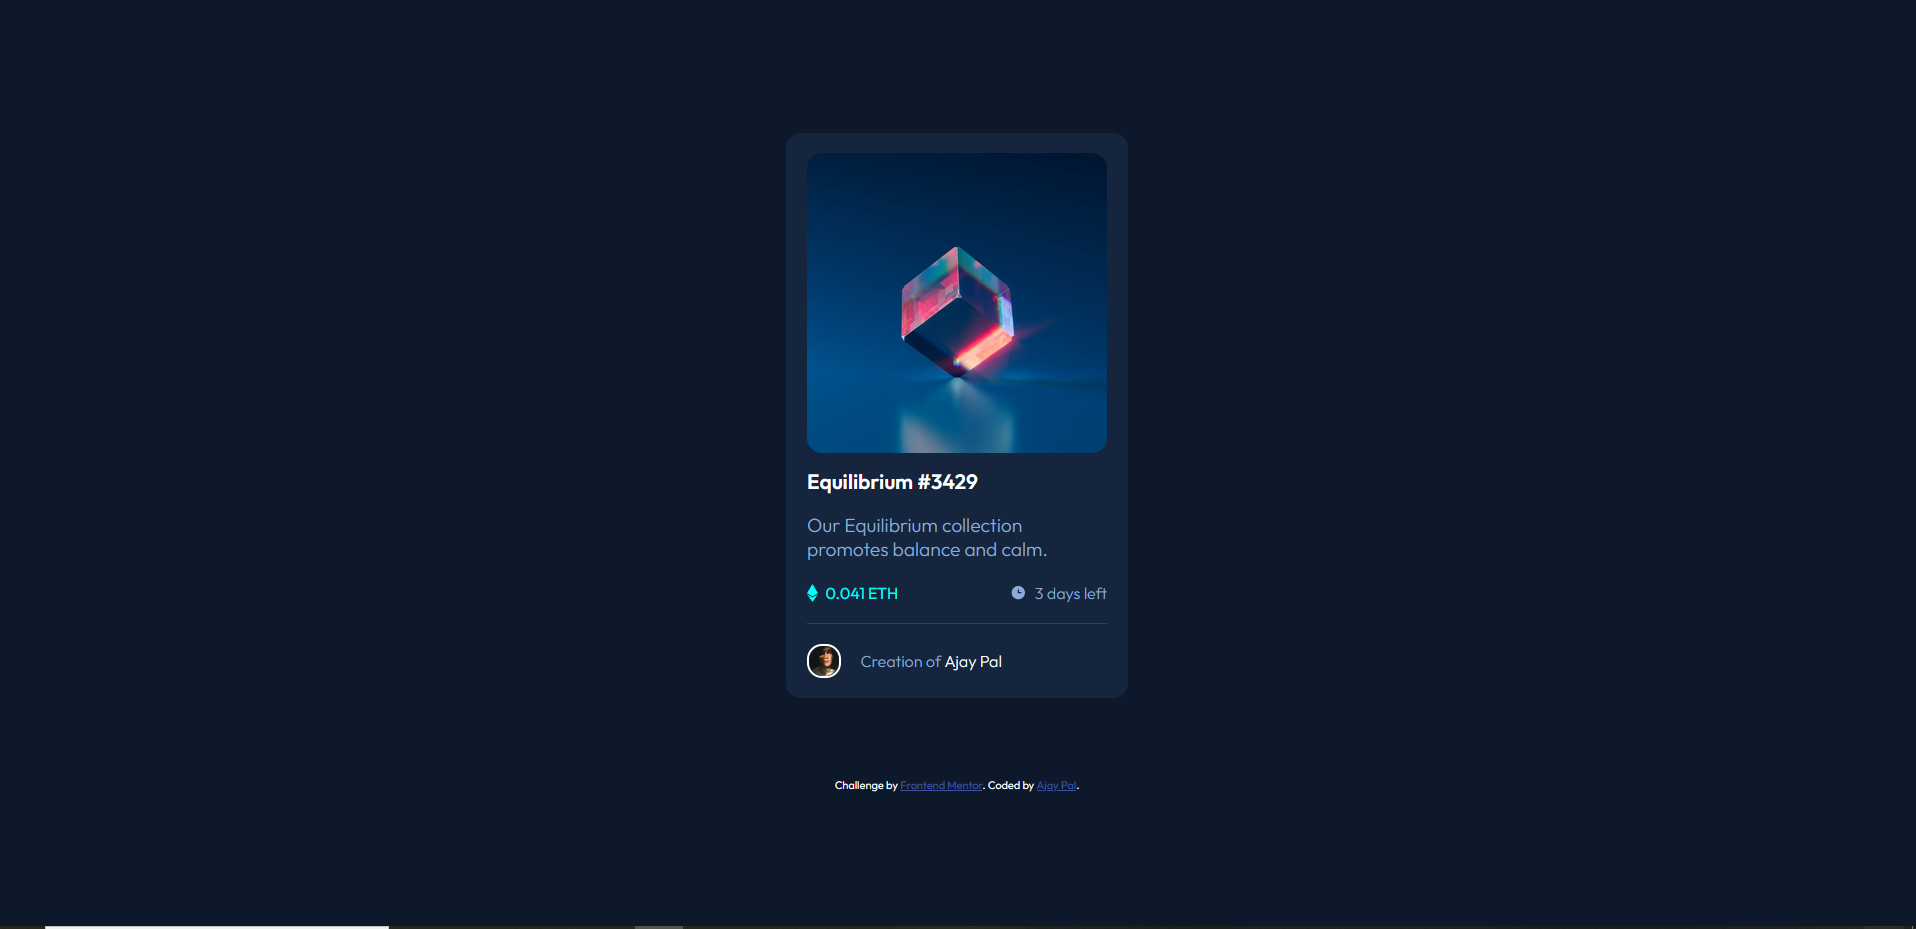 Equilibrium #3429
Our Equilibrium collection
promotes balance and calm.
0.041 ETH
3 days left
Creation of Ajay Pal
Challenge by Frontend Mentor. Coded by Ajay Pal.